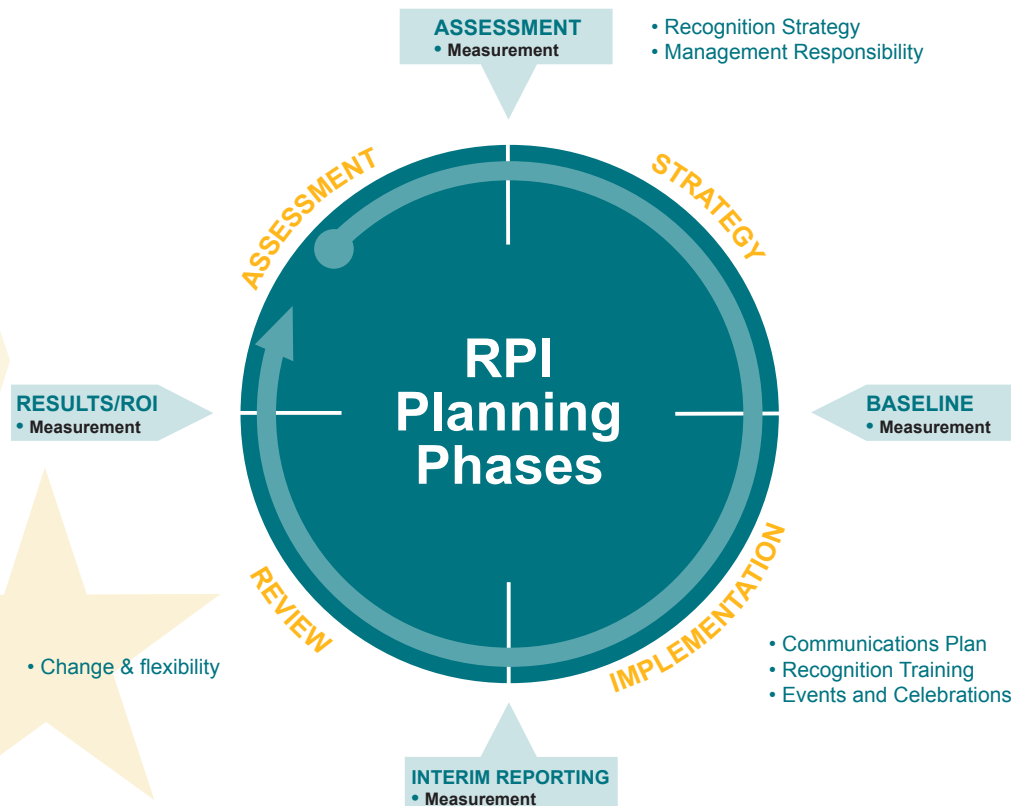 ASSESSMENT
• Measurement
• Recognition Strategy
• Management Responsibility
ASSESSMENT
STRATEGY
RPI
Planning
Phases
RESULTS/ROI
• Measurement
BASELINE
• Measurement
REVIEW
IMPLEMENTATION
• Change & flexibility
• Communications Plan
• Recognition Training
• Events and Celebrations
INTERIM REPORTING
• Measurement